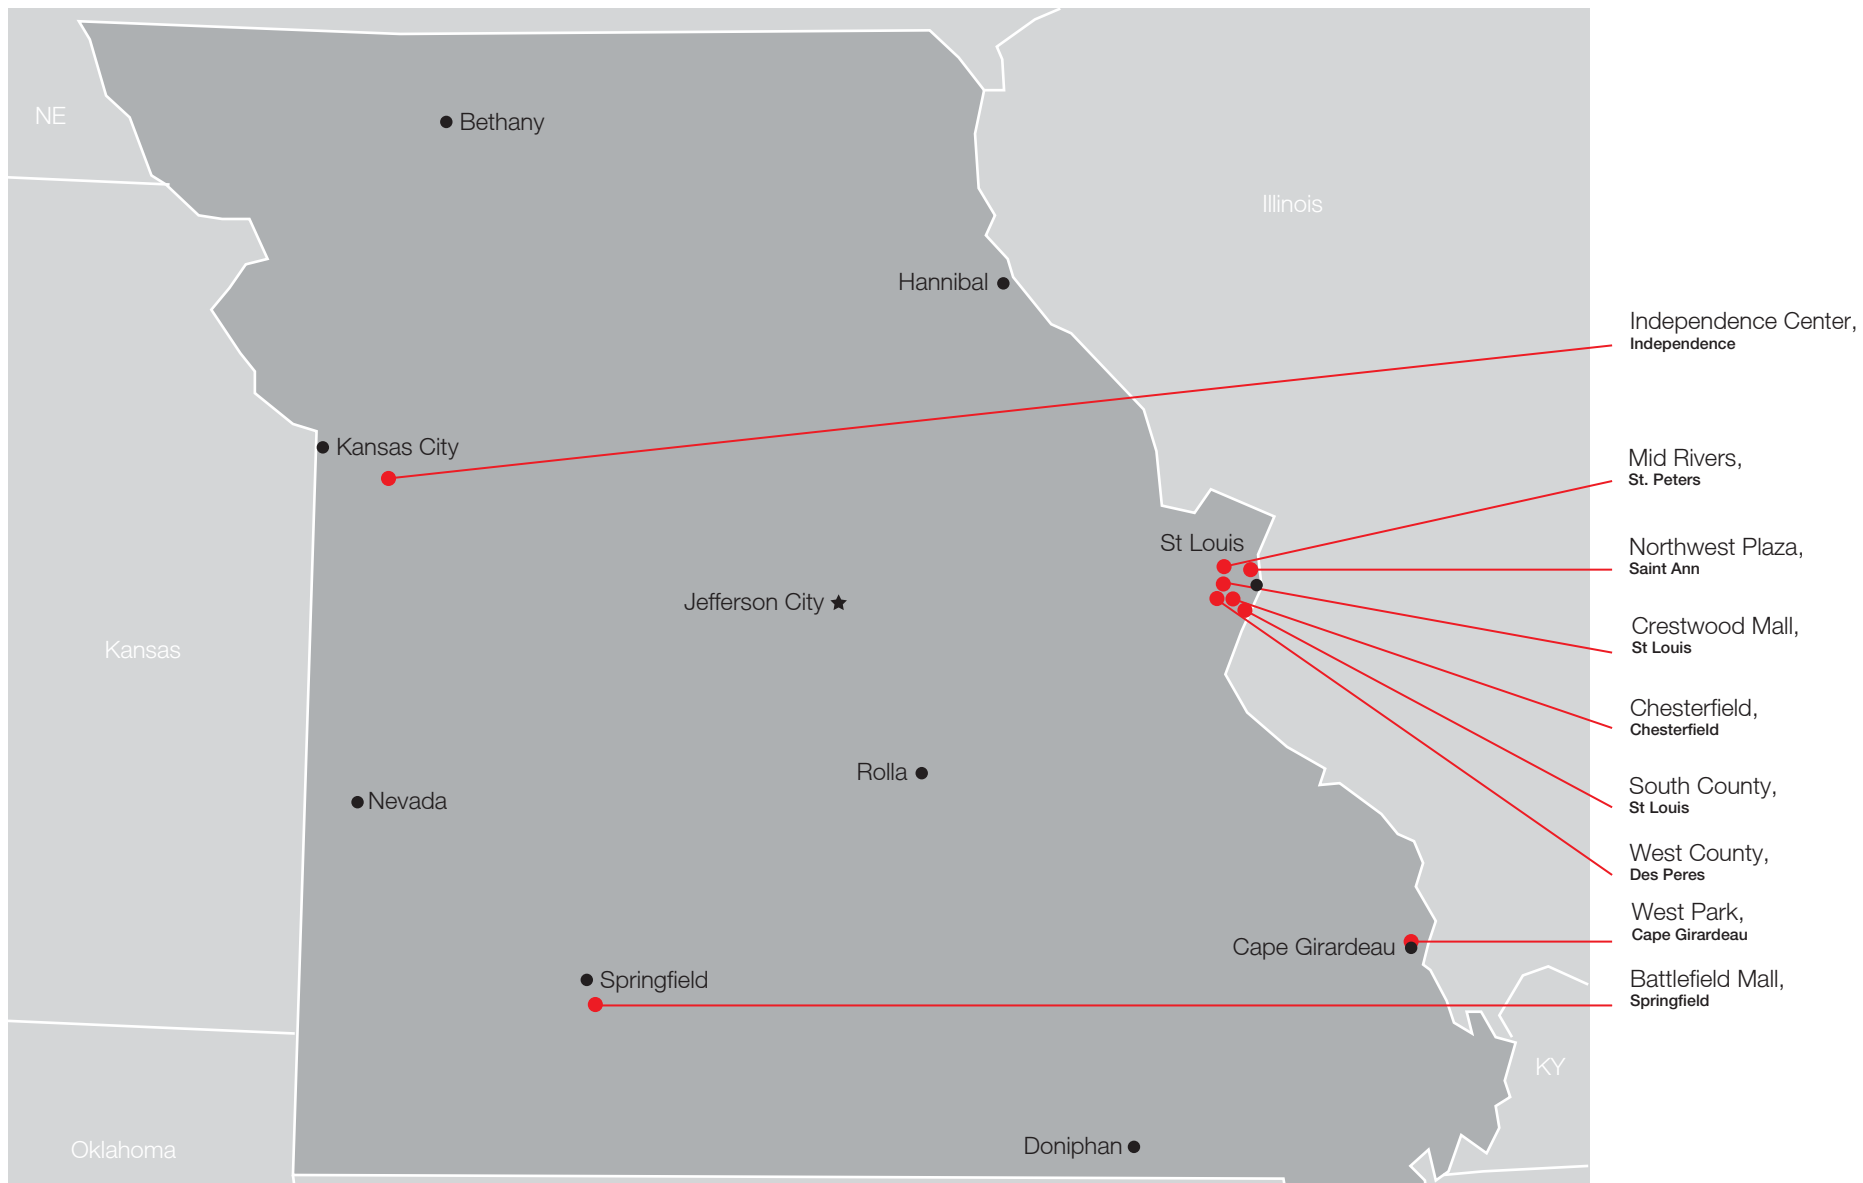 NE
Bethany
Illinois
Hannibal
Independence Center,
Independence
Kansas City
Mid Rivers,
St. Peters
St Louis
Northwest Plaza,
Saint Ann
Jefferson City
Crestwood Mall,
St Louis
Kansas
Chesterfield,
Chesterfield
Rolla
South County,
St Louis
Nevada
West County,
Des Peres
West Park,
Cape Girardeau
Cape Girardeau
Springfield
Battlefield Mall,
Springfield
KY
Doniphan
Oklahoma